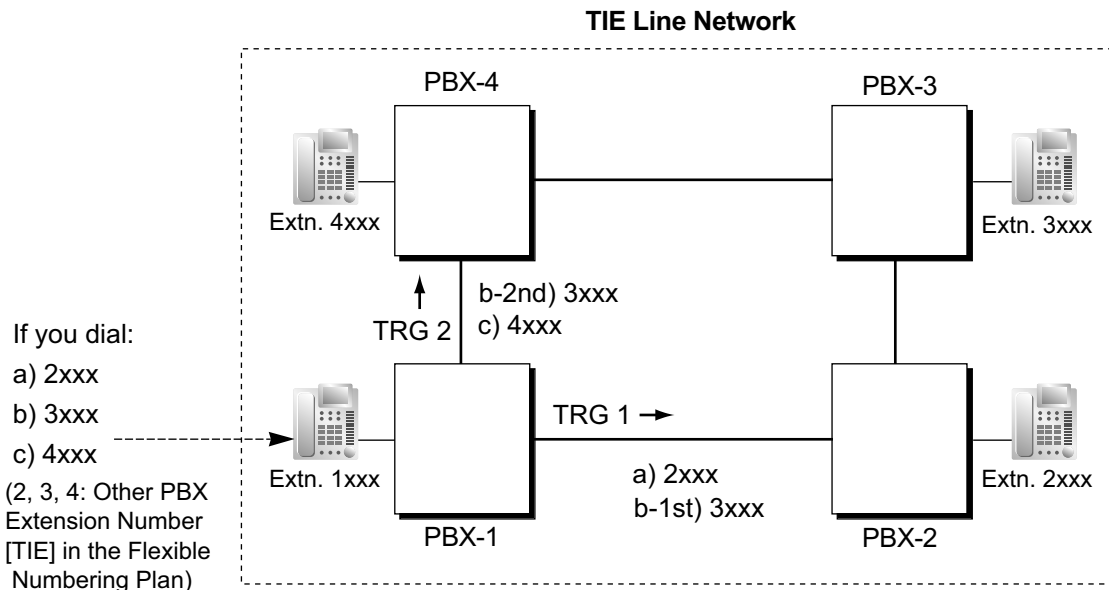 TIE Line Network
PBX-4
PBX-3
Extn. 4xxx
Extn. 3xxx
b-2nd) 3xxx
TRG 2
c) 4xxx
If you dial:
a) 2xxx
b) 3xxx
c) 4xxx
(2, 3, 4: Other PBX
Extension Number
[TIE] in the Flexible
Numbering Plan)
Extn. 1xxx
PBX-1
TRG 1
a) 2xxx
b-1st) 3xxx
PBX-2
Extn. 2xxx